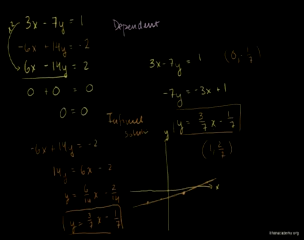 3x - 7y = 1
-6x + 14y = -2
6x - 14y = 2
0 + 0 = 0
0 = 0
-6x + 14y = -2
14y = 6x - 2
y = 6/14 x - 2/14
y = 3/7 x - 1/7
Dependent
3x - 7y = 1
-7y = -3x + 1
y = 3/7 x - 1/7
(0, -1/7)
(1, 2/7)
y
x